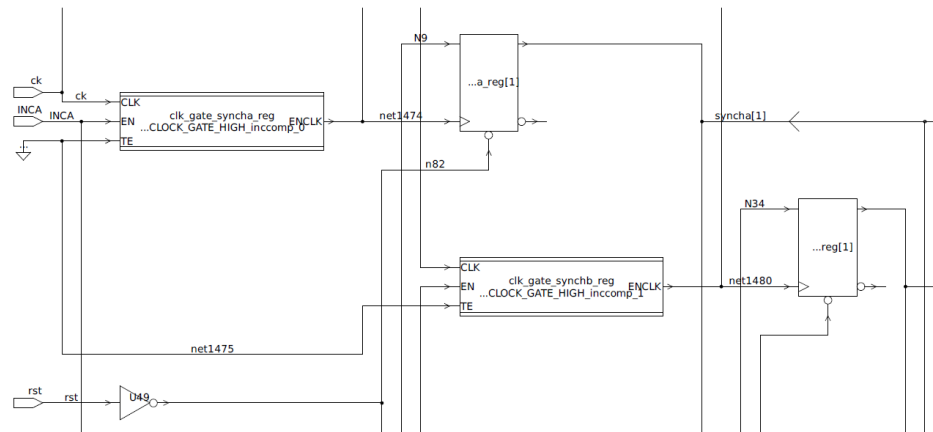 N9
...a_reg[1]
ck
ck
CLK
clk_gate_syncha_reg
INCA
INCA
EN
...CLOCK_GATE_HIGH_inccomp_0
ENCLK
net1474
syncha[1]
TE
...
n82
N34
...reg[1]
CLK
clk_gate_synchb_reg
EN
...CLOCK_GATE_HIGH_inccomp_1
ENCLK
net1480
TE
net1475
rst
rst
U49